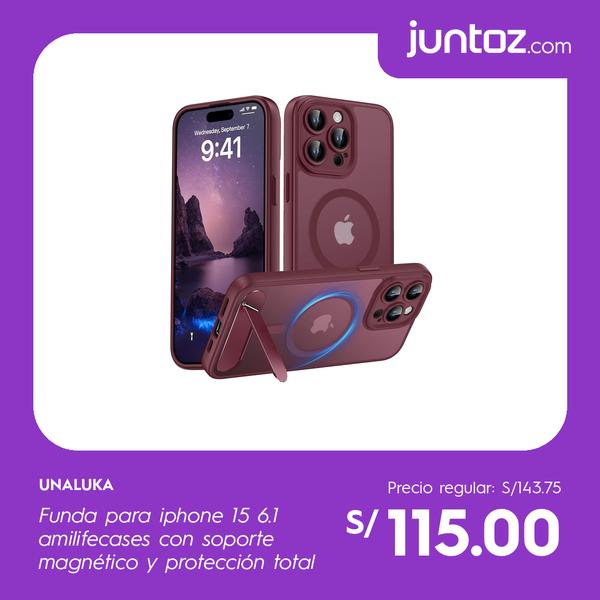 juntoz.com
Wednesday, September 7
9:41
UNALUKA
Funda para iphone 15 6.1
amilifecases con soporte
magnético y protección total
Precio regular: S/143.75
S/115.00